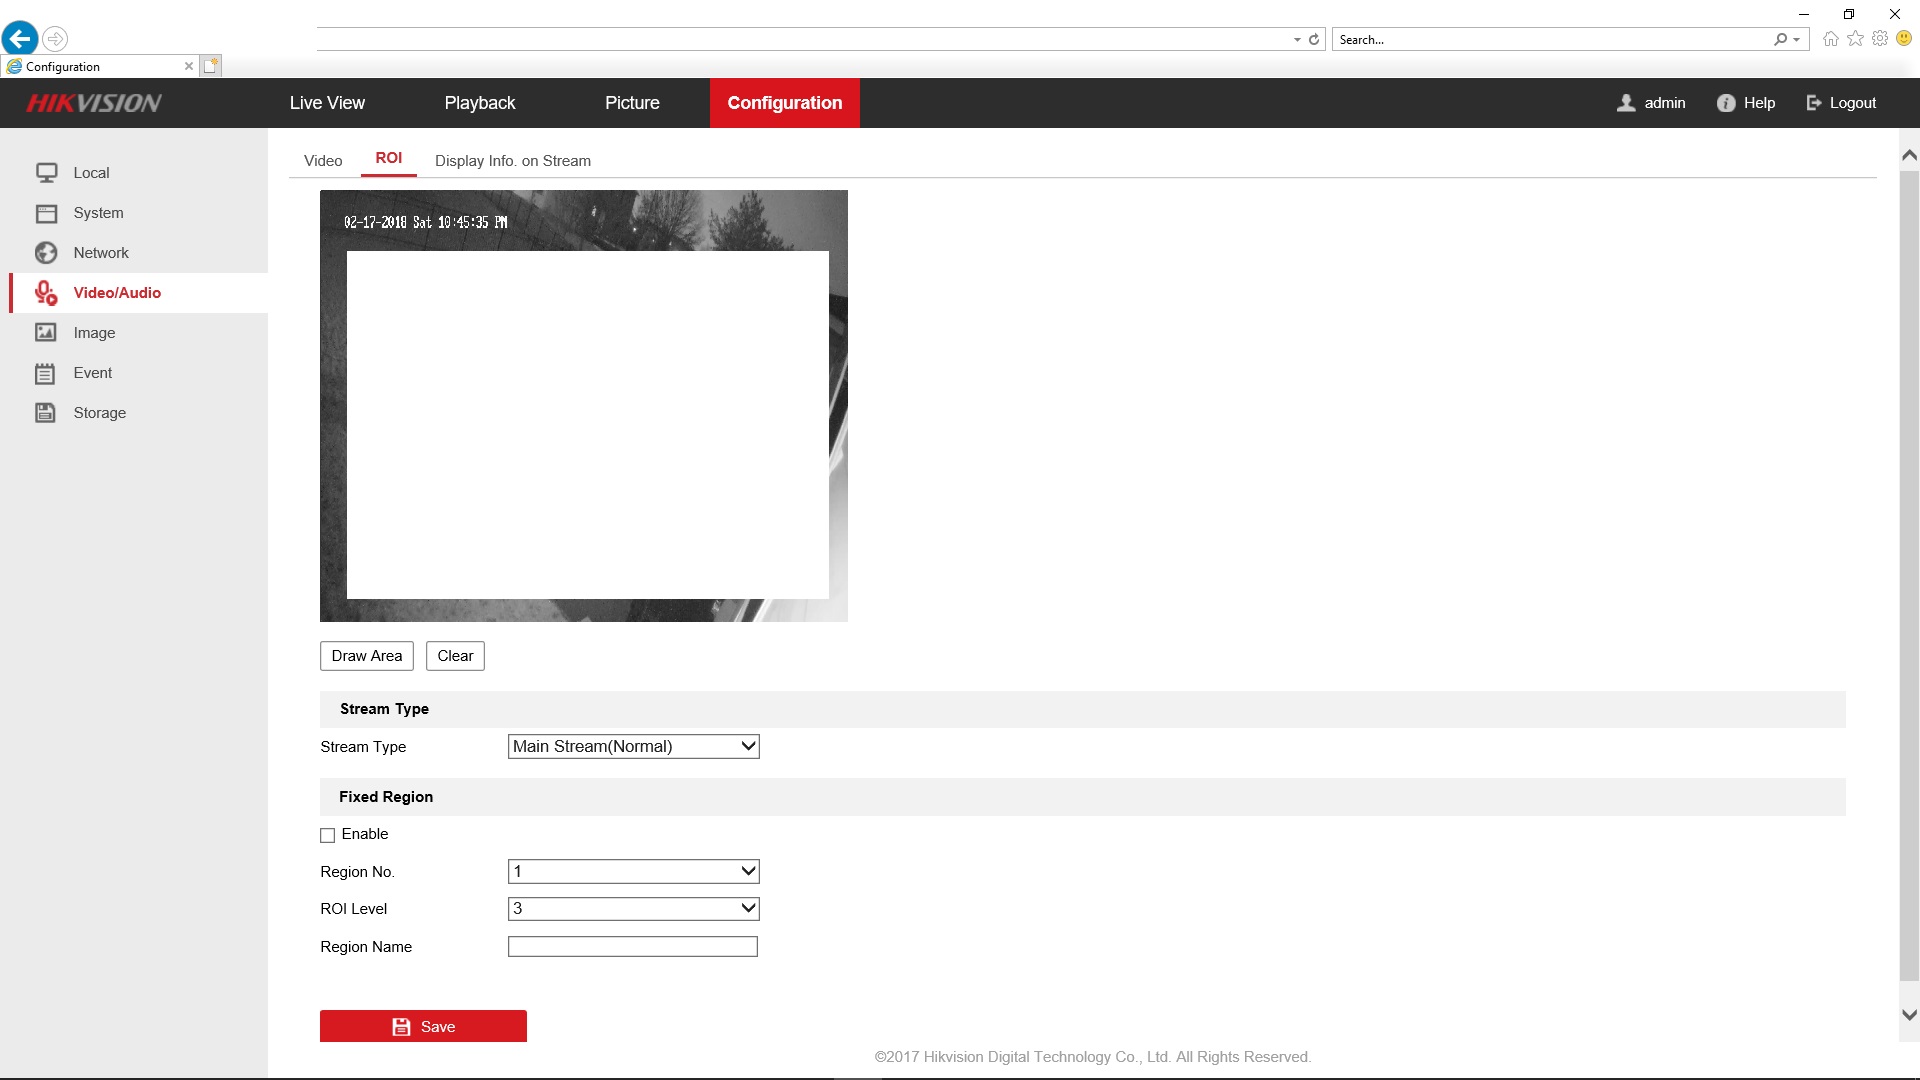 Search...
Configuration
HIKVISION
Live View
Playback
Picture
Configuration
admin
Help
Logout
Local
System
Network
Video/Audio
Image
Event
Storage
Video
ROI
Display Info. on Stream
02-17-2018 Sat 10:45:35 PM
Draw Area
Clear
Stream Type
Stream Type
Main Stream(Normal)
Fixed Region
Enable
Region No.
1
ROI Level
3
Region Name
Save
©2017 Hikvision Digital Technology Co., Ltd. All Rights Reserved.